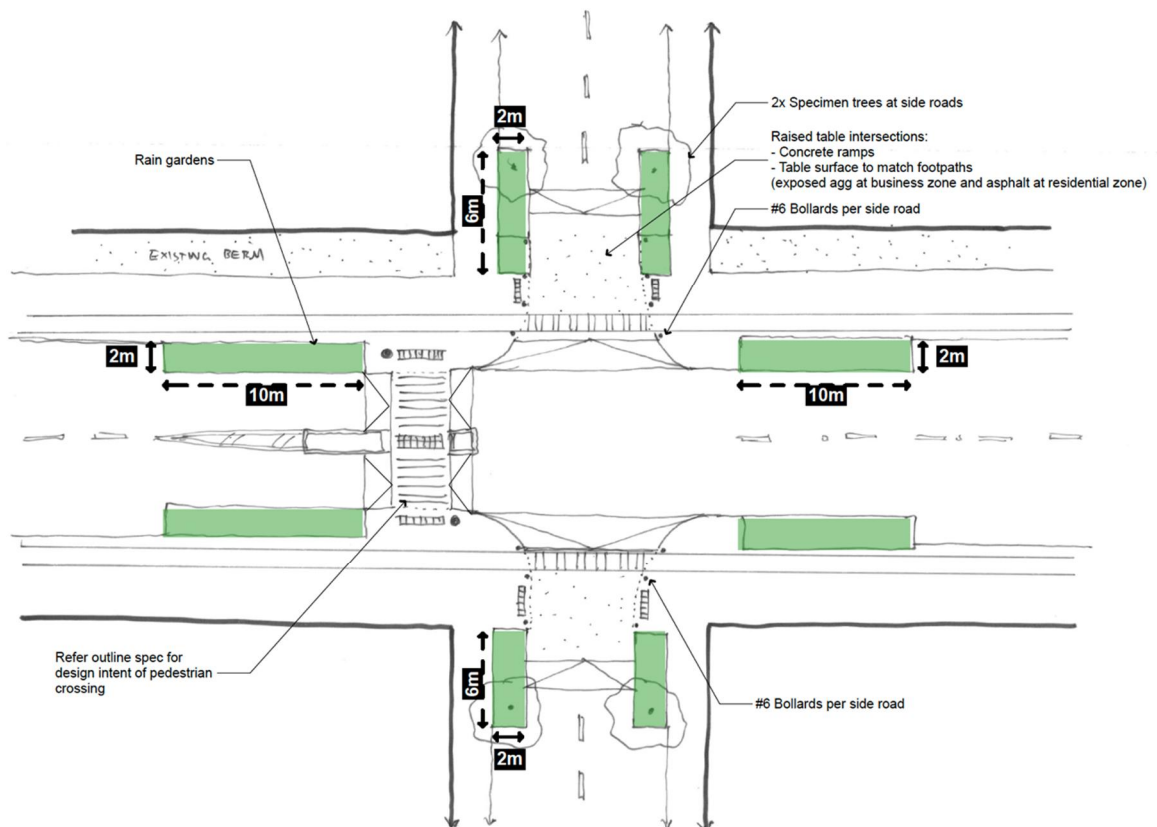 2x Specimen trees at side roads
2m
Rain gardens
Raised table intersections:
- Concrete ramps
- Table surface to match footpaths
(exposed agg at business zone and asphalt at residential zone)
6m
#6 Bollards per side road
EXISTING BERM
2m
10m
2m
10m
Refer outline spec for
design intent of pedestrian
crossing
6m
#6 Bollards per side road
2m